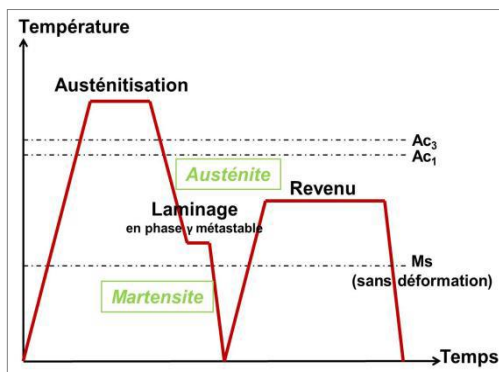 Température
Austénitisation
Ac3
Ac1
Austénite
Revenu
Laminage
en phase γ métastable
Ms
(sans déformation)
Martensite
Temps